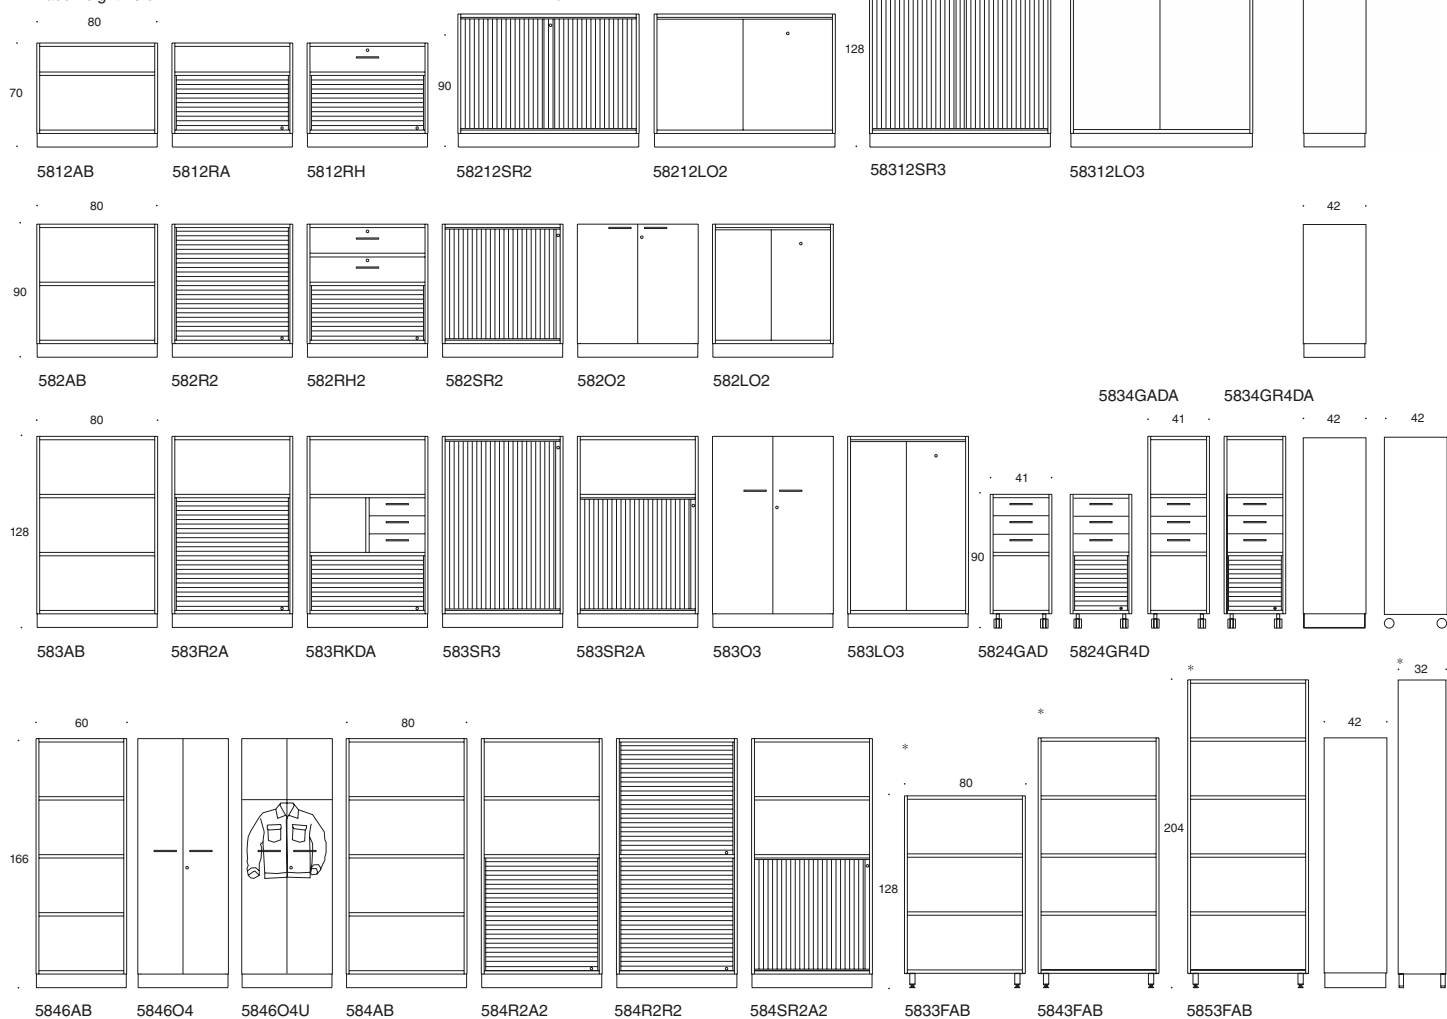 80
70
90
128
5812AB 5812RA 5812RH 58212SR2 58212LO2 58312SR3 58312LO3
80 42
90
582AB 582R2 582RH2 582SR2 582O2 582LO2
5834GADA 5834GR4DA
80 41 42 42
41
128
90
583AB 583R2A 583RKDA 583SR3 583SR2A 583O3 583LO3 5824GAD 5824GR4D
* *
32
60 80 * 42
*
80
204
166
128
5846AB 5846O4 5846O4U 584AB 584R2A2 584R2R2 584SR2A2 5833FAB 5843FAB 5853FAB